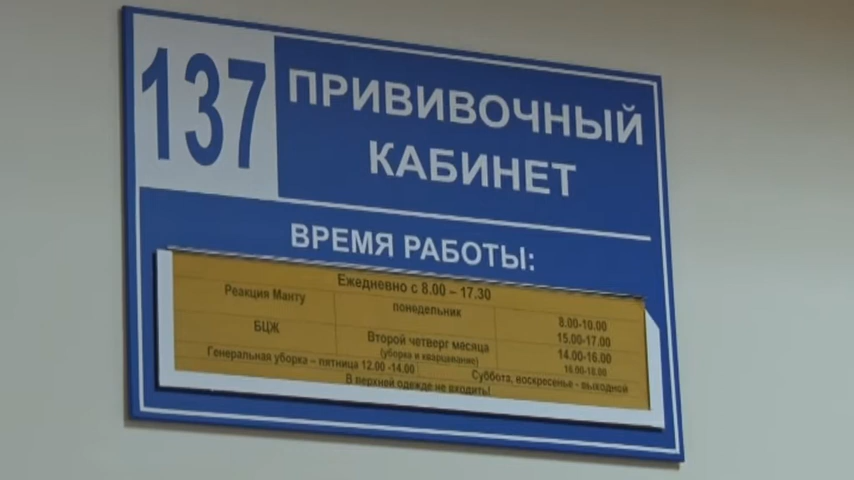 137
ПРИВИВОЧНЫЙ
КАБИНЕТ
ВРЕМЯ РАБОТЫ:
Ежедневно с 8.00 – 17.30
Реакция Манту
понедельник
8.00-10.00
15.00-17.00
БЦЖ
Второй четверг месяца
14.00-16.00
(уборка и кварцевание)
16.00-18.00
Генеральная уборка – пятница 12.00 -14.00
Суббота, воскресенье - выходной
В верхней одежде не входить!